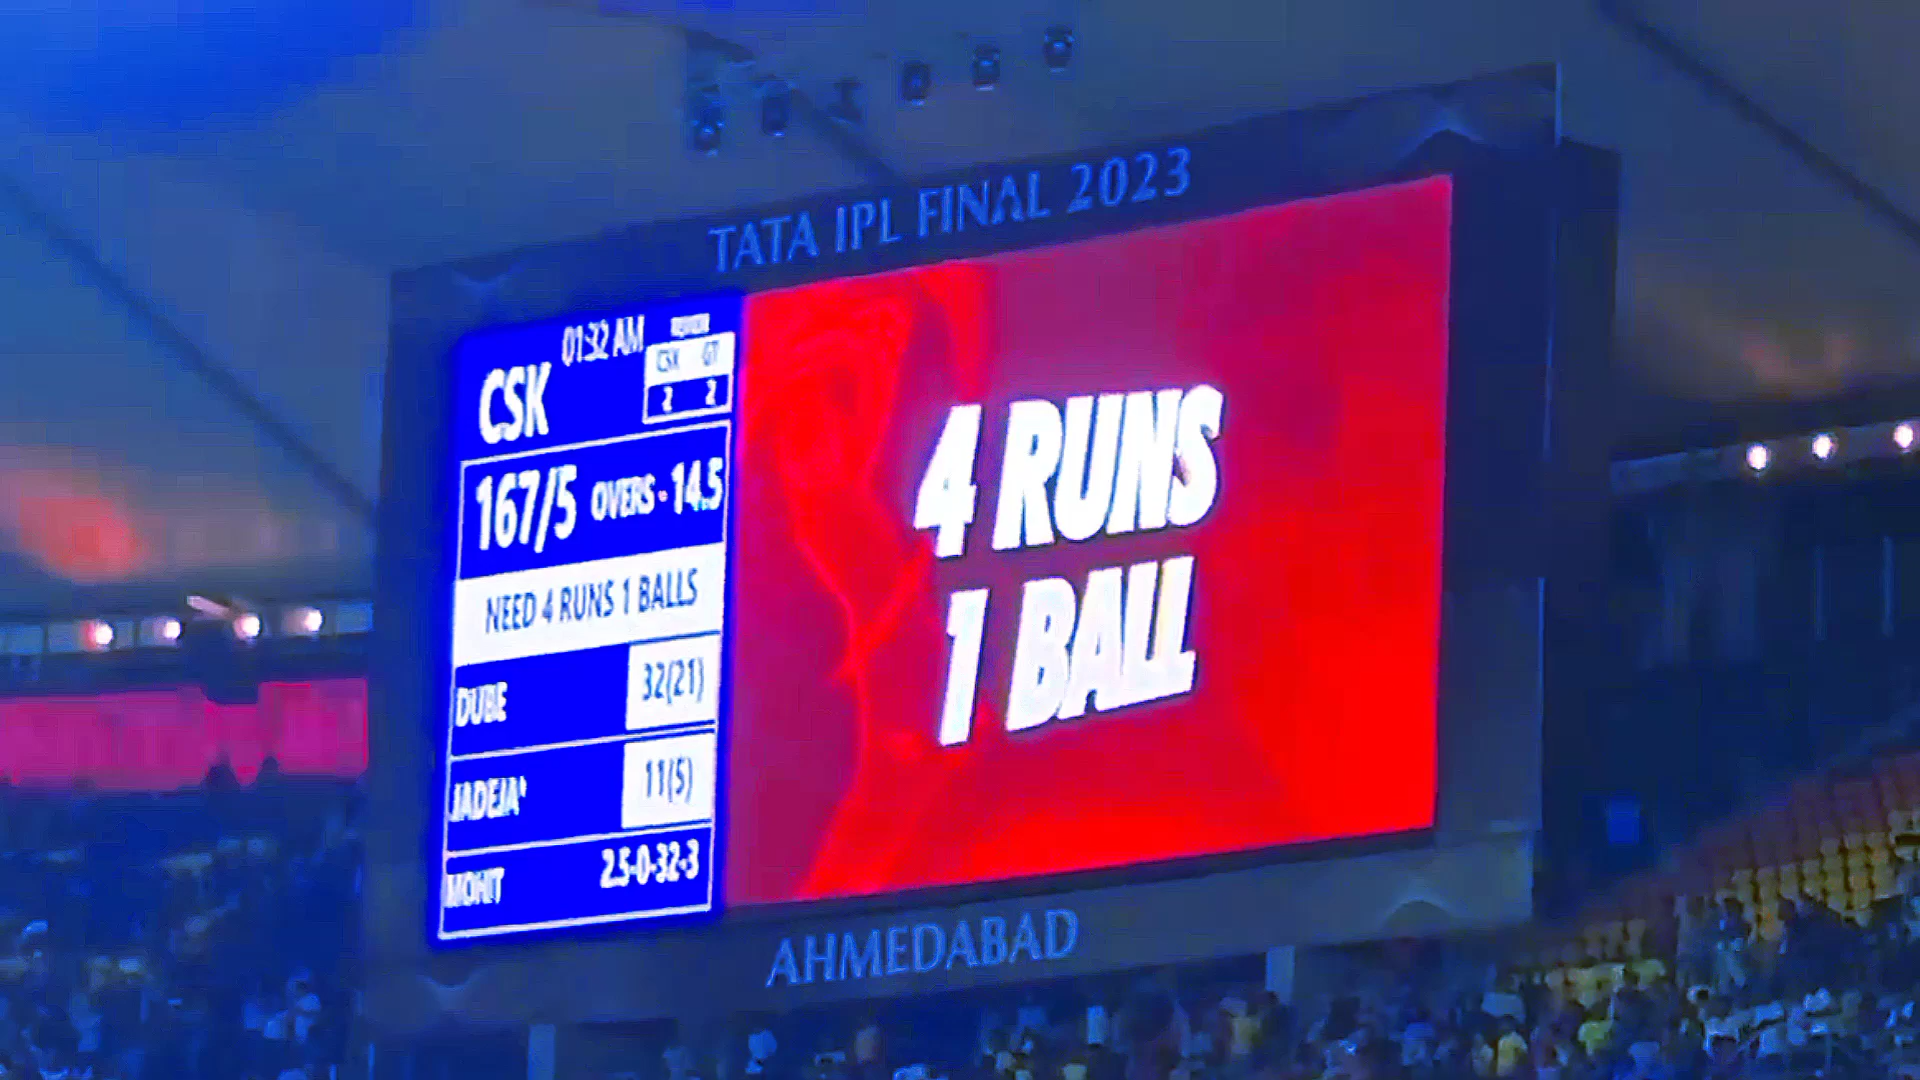 TATA IPL FINAL 2023
01:32 AM
REVIEW
CSK
CSK GT
2 2
167/5 OVERS - 14.5
NEED 4 RUNS 1 BALLS
DUBE 32(21)
JADEJA* 11(5)
MOHIT 2.5-0-32-3
4 RUNS
1 BALL
AHMEDABAD